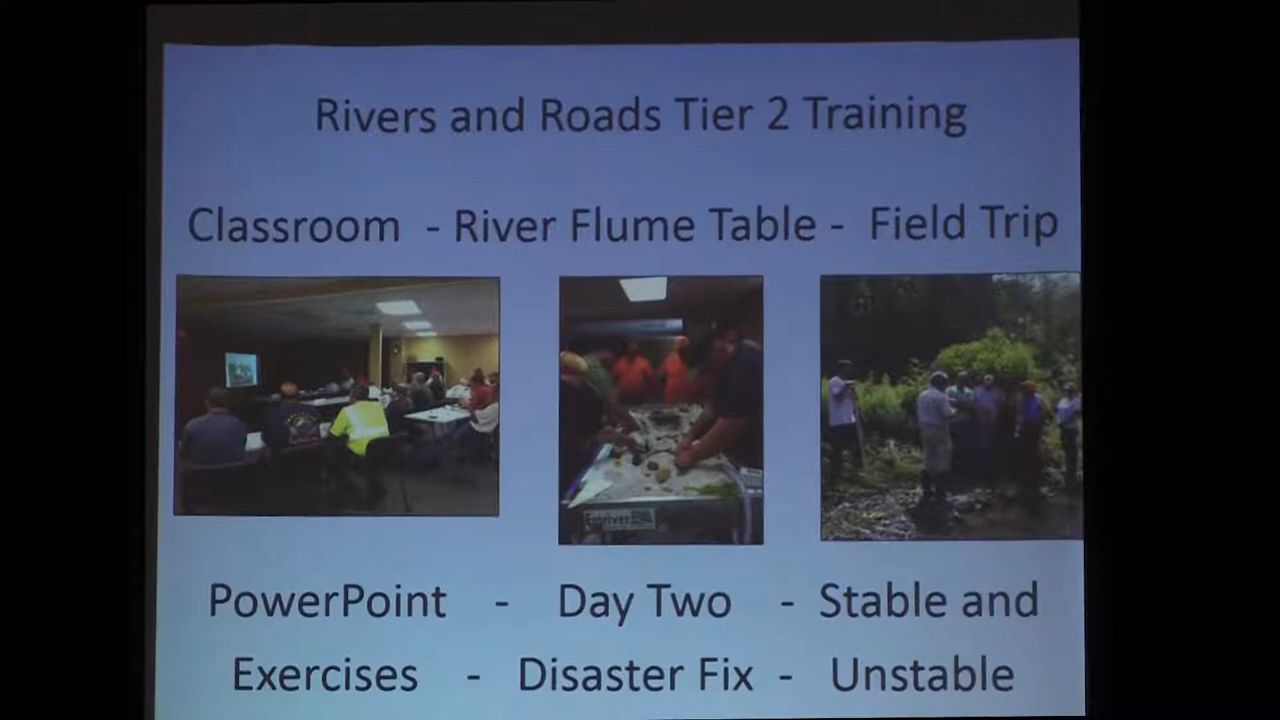 Rivers and Roads Tier 2 Training
Classroom - River Flume Table - Field Trip
Emriver
PowerPoint - Day Two - Stable and
Exercises - Disaster Fix - Unstable